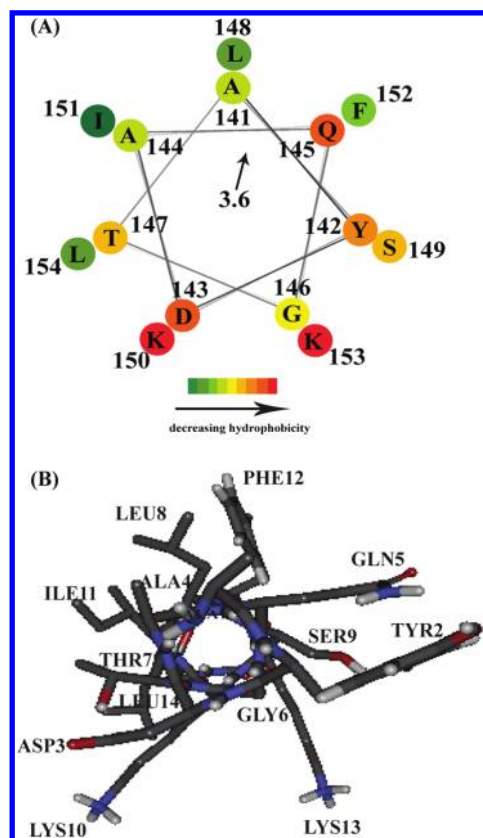 (A)
148
L
A
141
151
I
A
144
Q
145
F
152
3.6
T
147
L
154
Y
142
S
149
143
D
K
150
146
G
K
153
decreasing hydrophobicity
(B)
PHE12
LEU8
GLN5
ILE11
ALA4
SER9
TYR2
THR7
LEU14
GLY6
ASP3
LYS10
LYS13